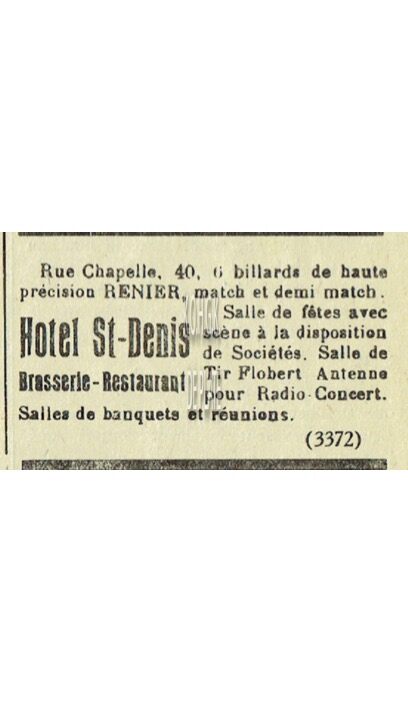 Rue Chapelle, 40, 6 billards de haute
précision RENIER, match et demi match.
Hotel St-Denis
Brasserie-Restaurant
Salle de fêtes avec
scène à la disposition
de Sociétés. Salle de
Tir Flobert Antenne
pour Radio-Concert.
Salles de banquets et réunions.
(3372)